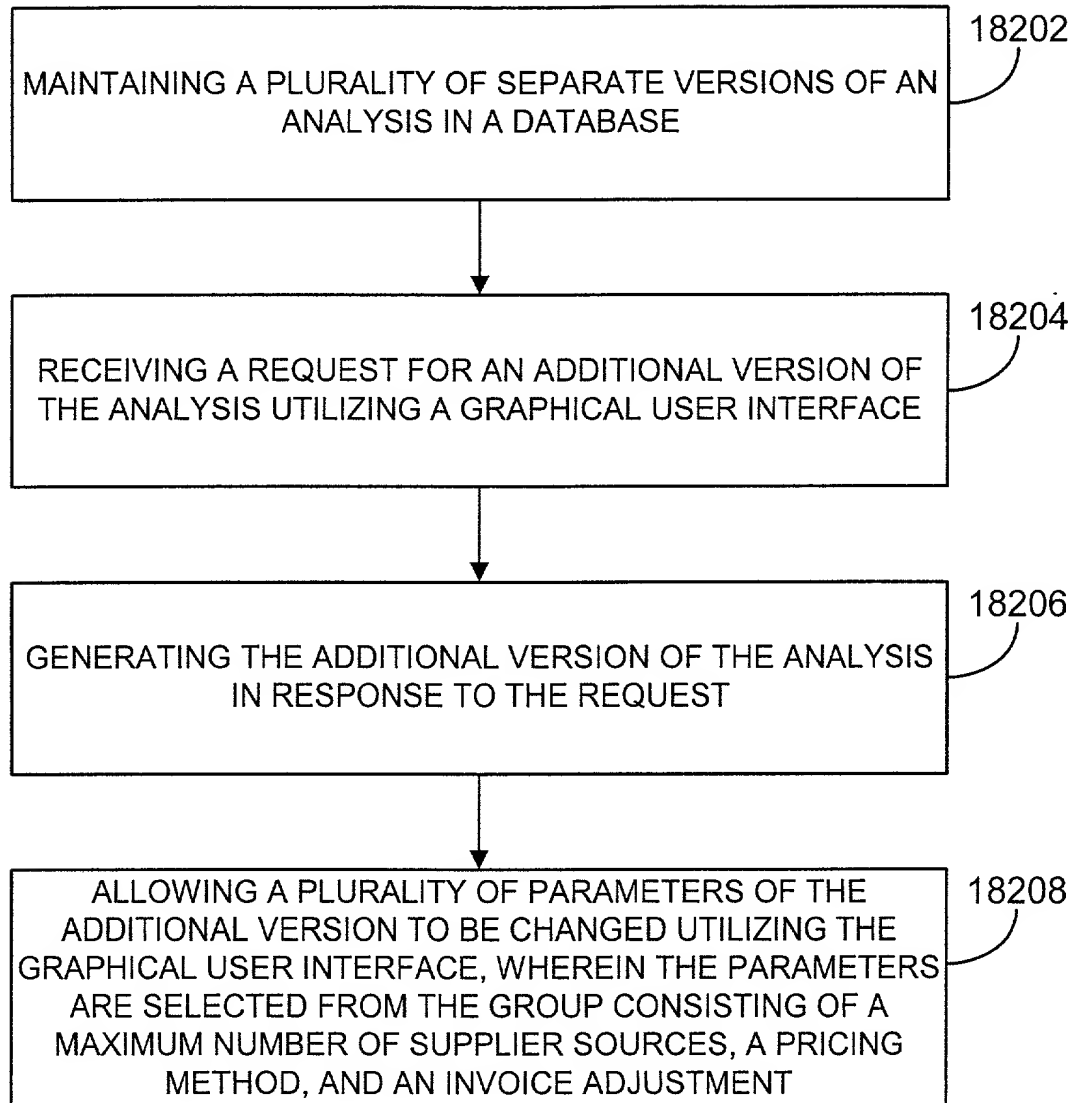 18202
MAINTAINING A PLURALITY OF SEPARATE VERSIONS OF AN
ANALYSIS IN A DATABASE
18204
RECEIVING A REQUEST FOR AN ADDITIONAL VERSION OF
THE ANALYSIS UTILIZING A GRAPHICAL USER INTERFACE
18206
GENERATING THE ADDITIONAL VERSION OF THE ANALYSIS
IN RESPONSE TO THE REQUEST
18208
ALLOWING A PLURALITY OF PARAMETERS OF THE
ADDITIONAL VERSION TO BE CHANGED UTILIZING THE
GRAPHICAL USER INTERFACE, WHEREIN THE PARAMETERS
ARE SELECTED FROM THE GROUP CONSISTING OF A
MAXIMUM NUMBER OF SUPPLIER SOURCES, A PRICING
METHOD, AND AN INVOICE ADJUSTMENT